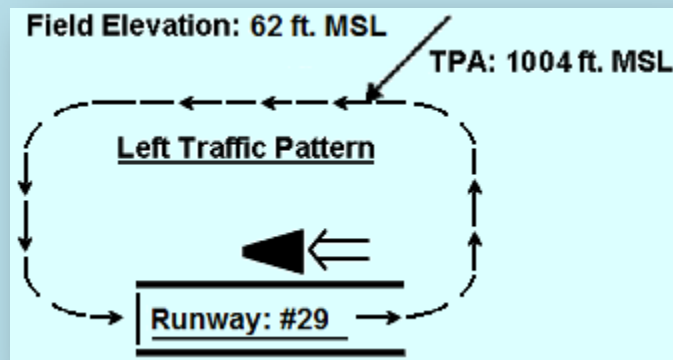 Field Elevation: 62 ft. MSL
TPA: 1004 ft. MSL
Left Traffic Pattern
Runway: #29